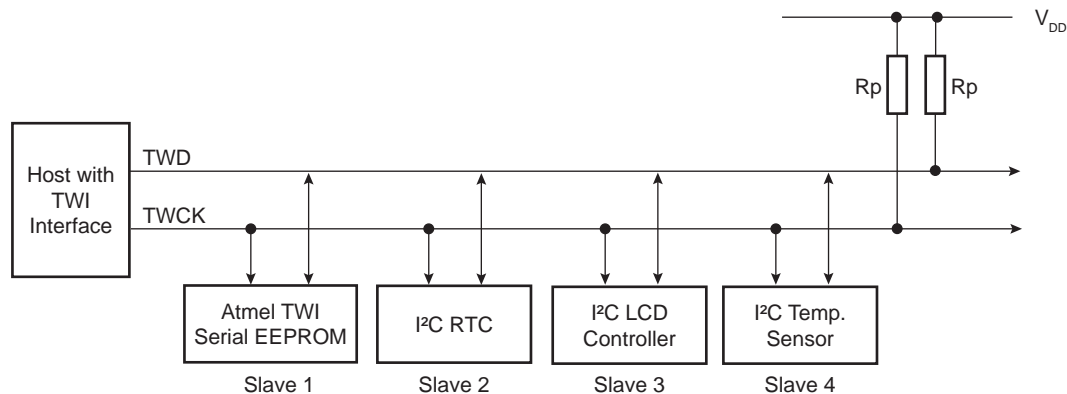 V_DD
Rp
Rp
Host with
TWI
Interface
TWD
TWCK
Atmel TWI
Serial EEPROM
I²C RTC
I²C LCD
Controller
I²C Temp.
Sensor
Slave 1
Slave 2
Slave 3
Slave 4